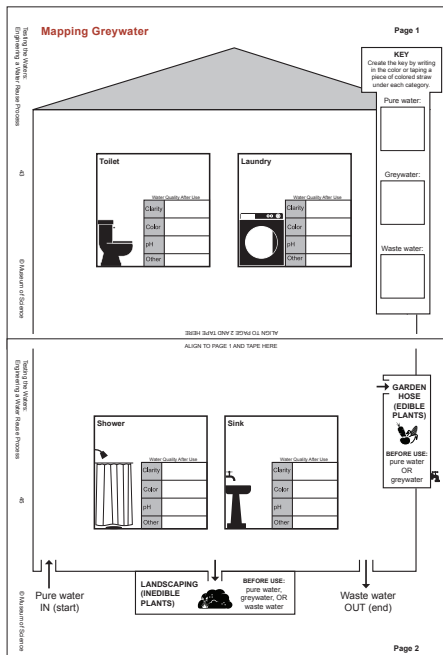 Mapping Greywater
Page 1
KEY
Create the key by writing
in the color or taping a
piece of colored straw
under each category.
Pure water:
Greywater:
Waste water:
Testing the Waters:
Engineering a Water Reuse Process
43
© Museum of Science
Toilet
Water Quality After Use
Clarity
Color
pH
Other
Laundry
Water Quality After Use
Clarity
Color
pH
Other
ALIGN TO PAGE 2 AND TAPE HERE
ALIGN TO PAGE 1 AND TAPE HERE
Testing the Waters:
Engineering a Water Reuse Process
46
© Museum of Science
GARDEN
HOSE
(EDIBLE
PLANTS)
BEFORE USE:
pure water
OR
greywater
Shower
Water Quality After Use
Clarity
Color
pH
Other
Sink
Water Quality After Use
Clarity
Color
pH
Other
Pure water
IN (start)
LANDSCAPING
(INEDIBLE
PLANTS)
BEFORE USE:
pure water,
greywater, OR
waste water
Waste water
OUT (end)
Page 2